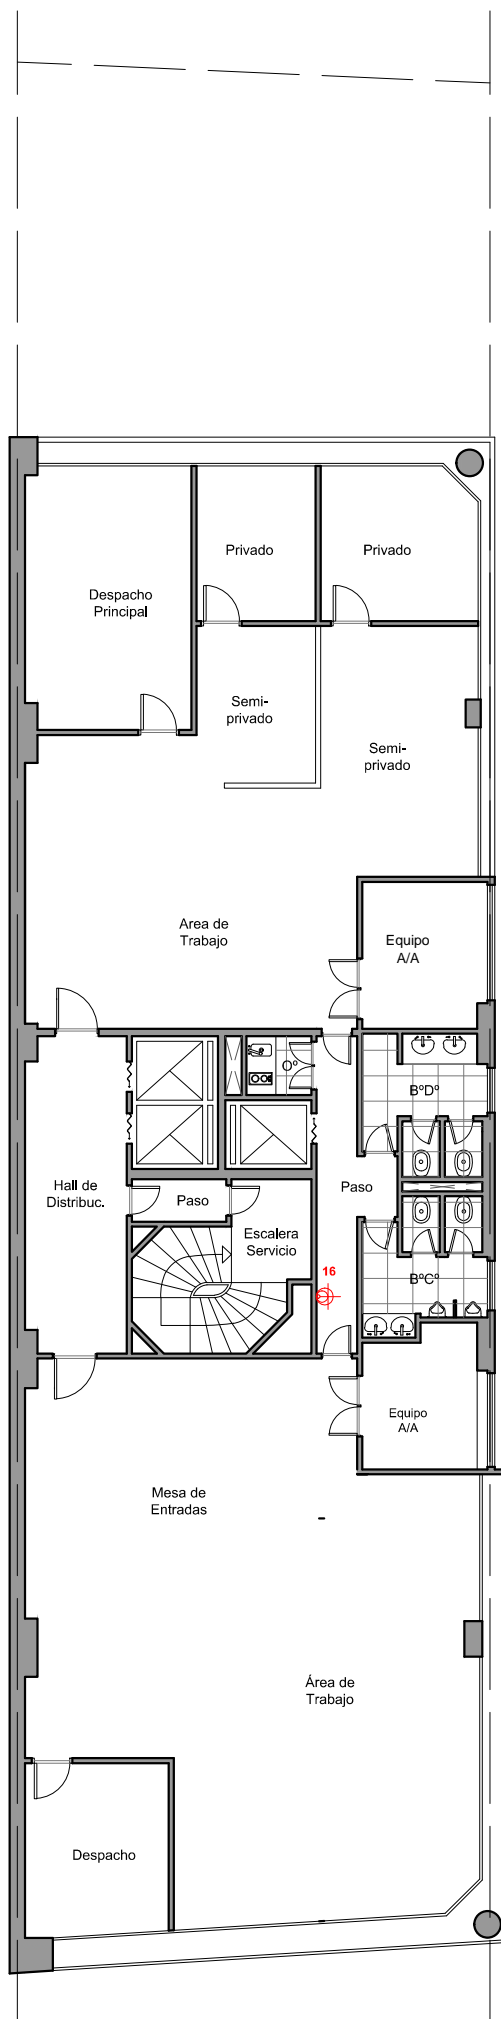 Privado
Privado
Despacho
Principal
Semi-
privado
Semi-
privado
Area de
Trabajo
Equipo
A/A
Oº
BºDº
Hall de
Distribuc.
Paso
Paso
Escalera
Servicio
16
BºCº
Equipo
A/A
Mesa de
Entradas
Área de
Trabajo
Despacho